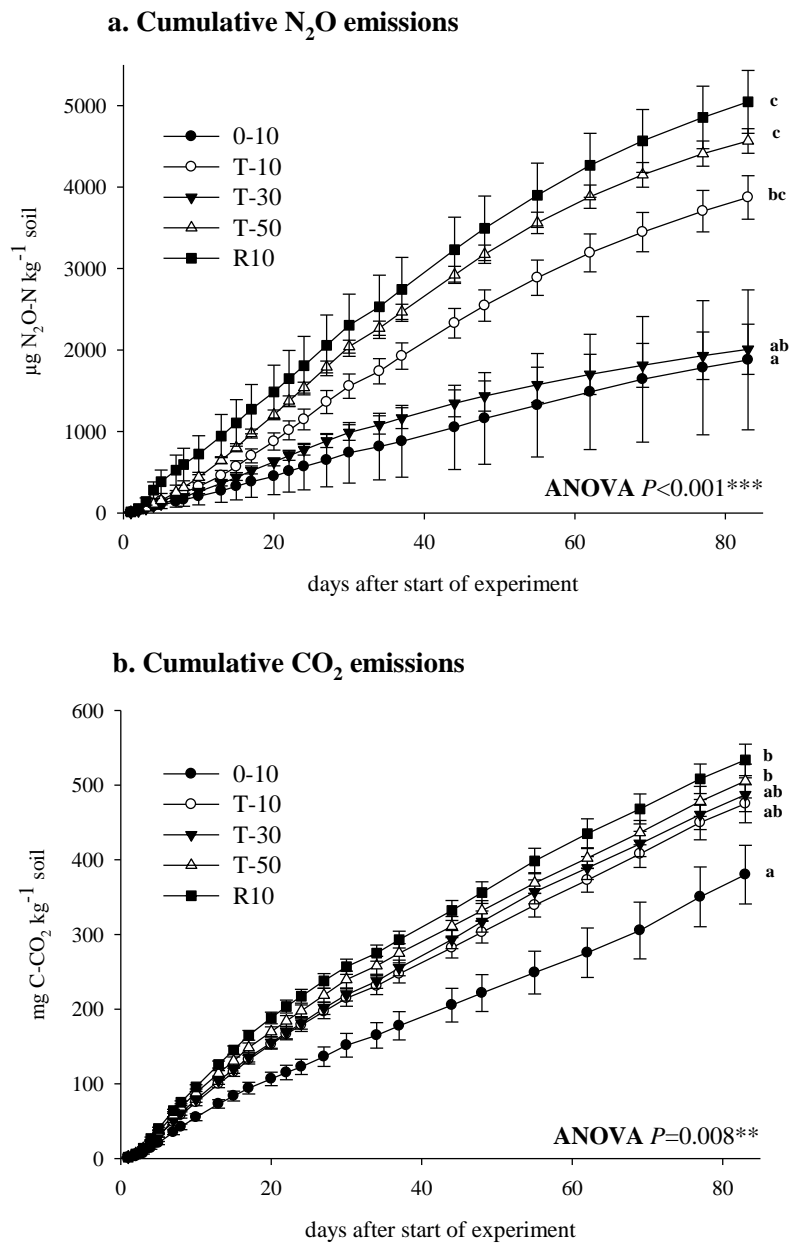 a. Cumulative N₂O emissions
5000
4000
3000
2000
1000
0
µg N₂O-N kg⁻¹ soil
0-10
T-10
T-30
T-50
R10
c
c
bc
ab
a
ANOVA P<0.001***
0 20 40 60 80
days after start of experiment
b. Cumulative CO₂ emissions
600
500
400
300
200
100
0
mg C-CO₂ kg⁻¹ soil
0-10
T-10
T-30
T-50
R10
b
b
ab
ab
a
ANOVA P=0.008**
0 20 40 60 80
days after start of experiment